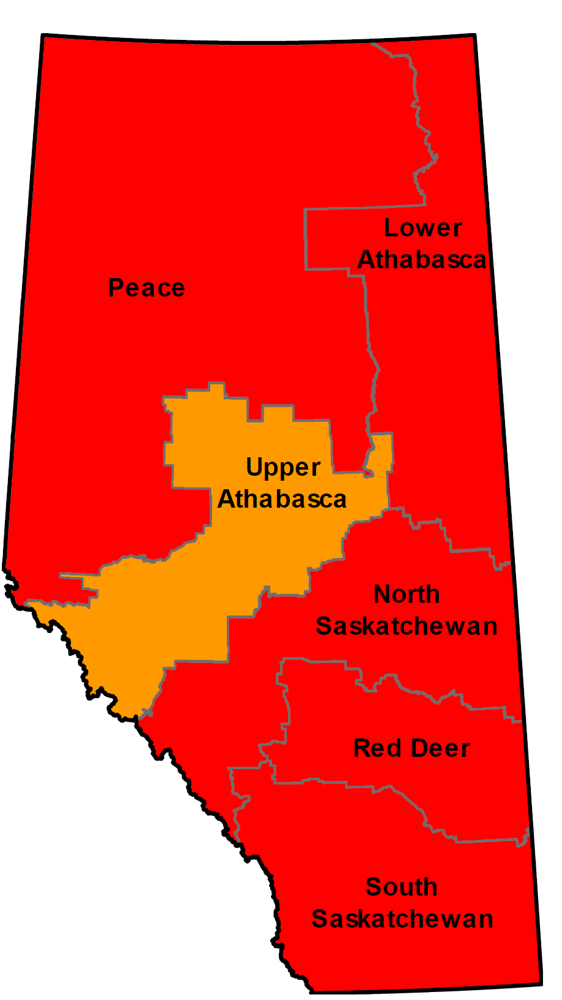 Lower
Athabasca
Peace
Upper
Athabasca
North
Saskatchewan
Red Deer
South
Saskatchewan